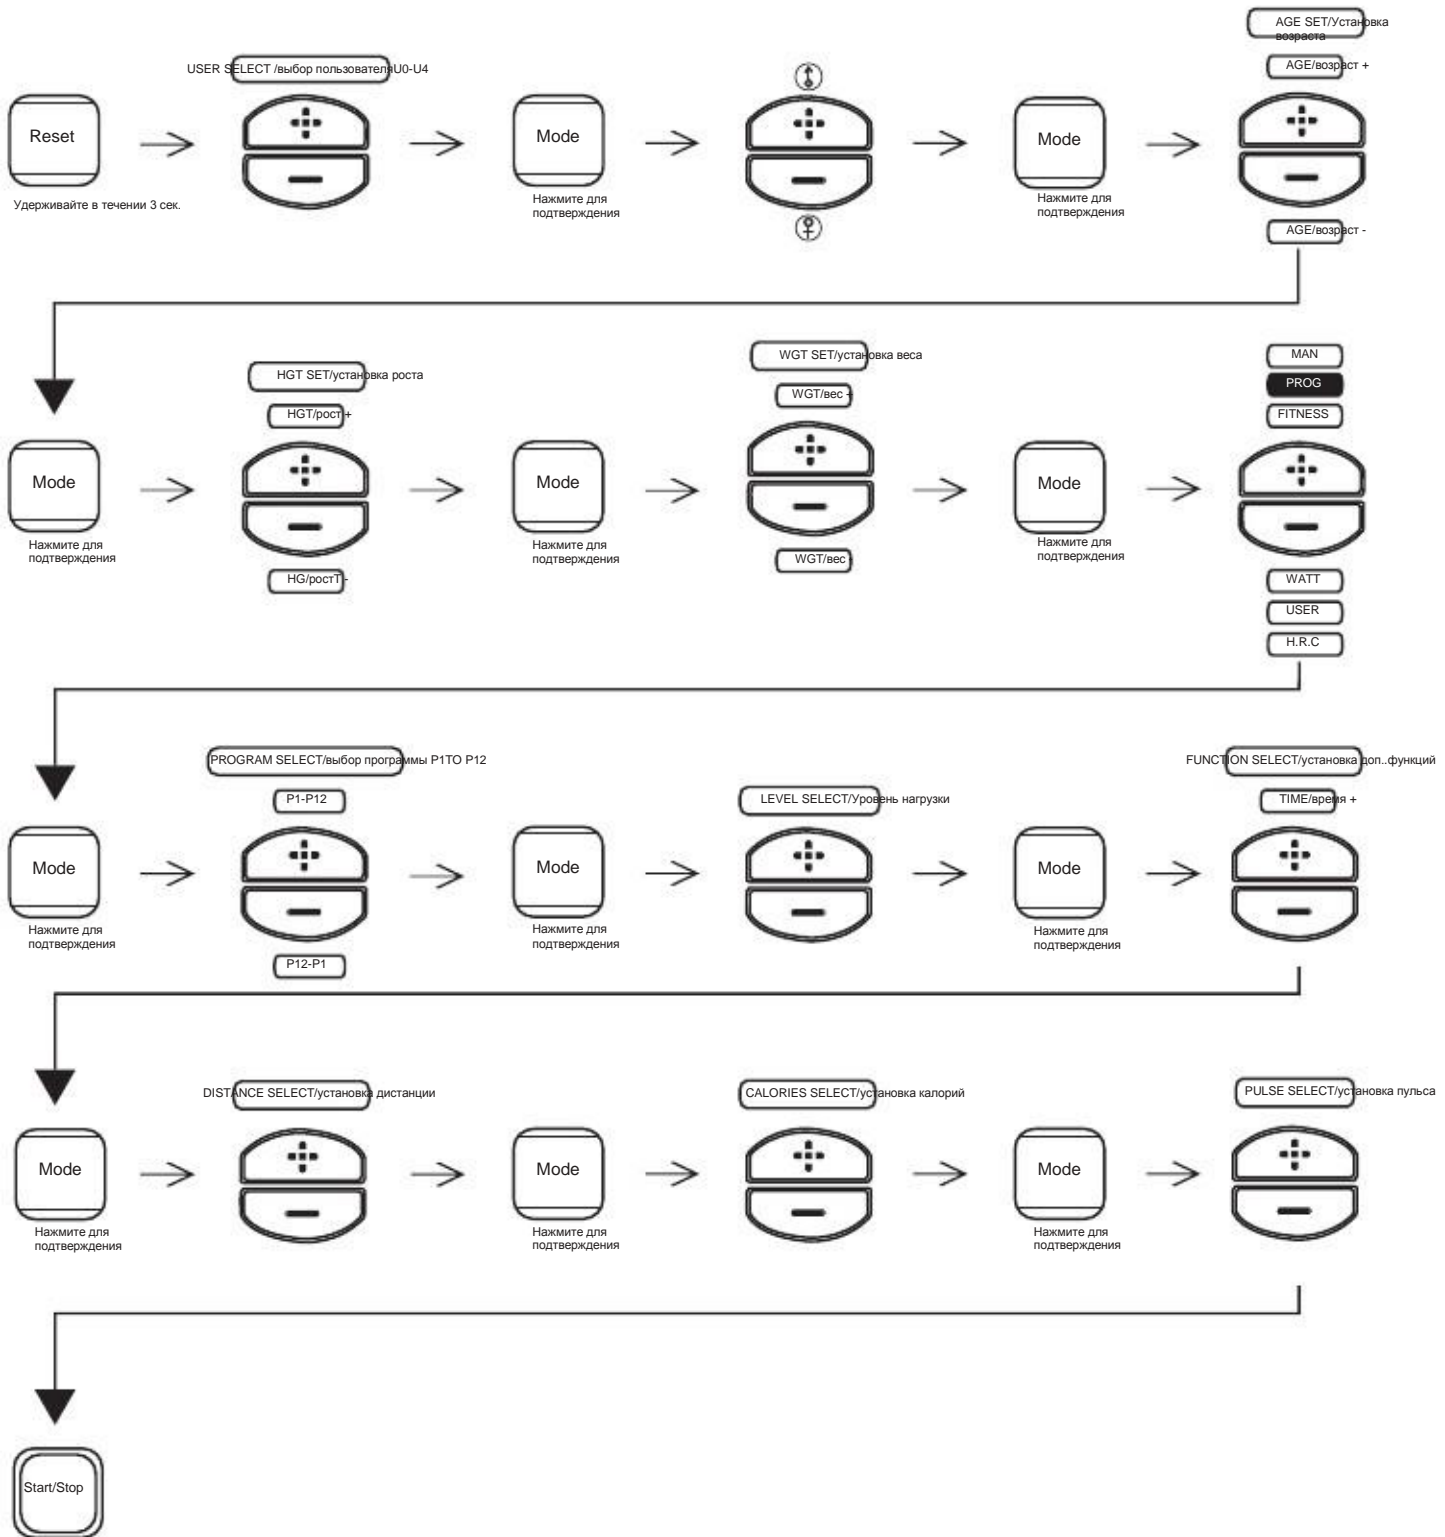 AGE SET/Установка
возраста
USER SELECT /выбор пользователяU0-U4
AGE/возраст +
Reset
Mode
Mode
Удерживайте в течении 3 сек.
Нажмите для
подтверждения
Нажмите для
подтверждения
AGE/возраст -
HGT SET/установка роста
WGT SET/установка веса
MAN
PROG
HGT/рост +
WGT/вес +
FITNESS
Mode
Mode
Mode
Нажмите для
подтверждения
Нажмите для
подтверждения
Нажмите для
подтверждения
HG/ростT -
WGT/вес -
WATT
USER
H.R.C
PROGRAM SELECT/выбор программы P1TO P12
FUNCTION SELECT/установка доп..функций
P1-P12
LEVEL SELECT/Уровень нагрузки
TIME/время +
Mode
Mode
Mode
Нажмите для
подтверждения
Нажмите для
подтверждения
Нажмите для
подтверждения
P12-P1
DISTANCE SELECT/установка дистанции
CALORIES SELECT/установка калорий
PULSE SELECT/установка пульса
Mode
Mode
Mode
Нажмите для
подтверждения
Нажмите для
подтверждения
Нажмите для
подтверждения
Start/Stop